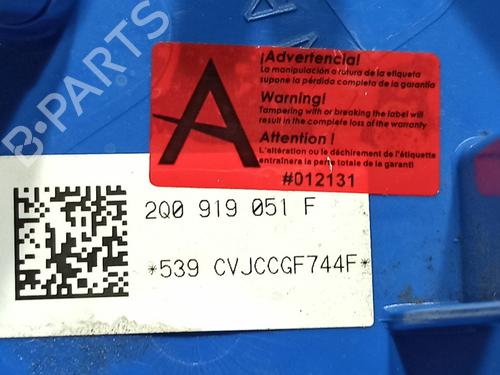 B-PARTS
A
¡Advertencia!
La manipulación o rotura de la etiqueta
supone la pérdida completa de la garantía
Warning!
Tampering with or breaking the label will
result in the complete loss of the warranty
Attention !
L'altération ou le déchirement de l'étiquette
entraînera la perte totale de la garanti
#012131
2Q0 919 051 F
*539 CVJCCGF744F*